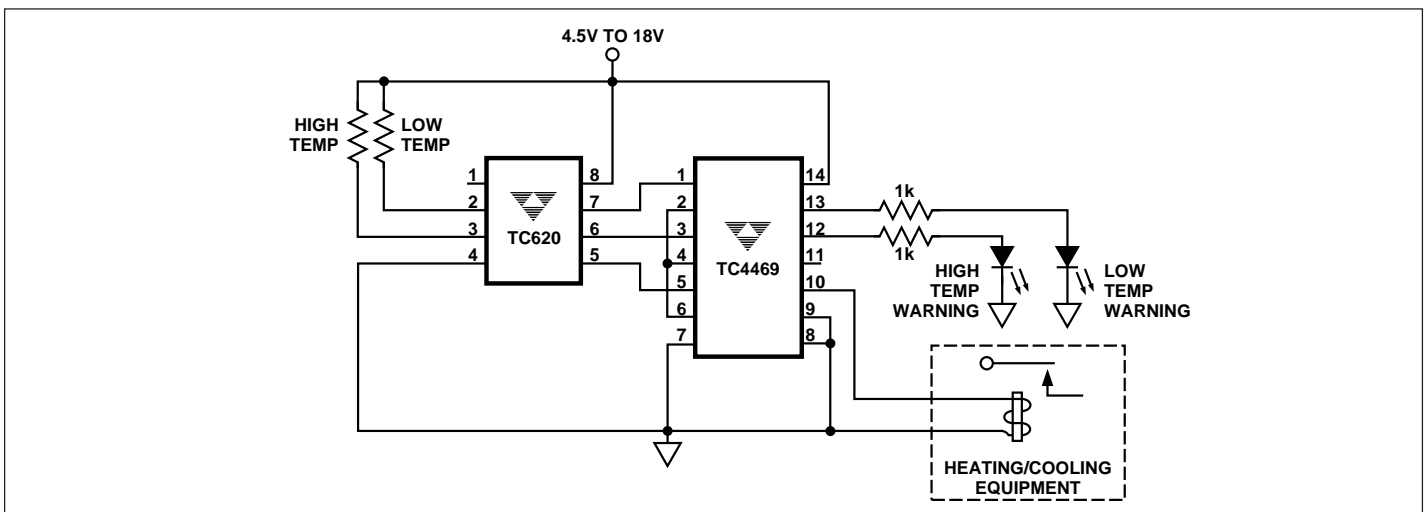 4.5V TO 18V
HIGH
TEMP
LOW
TEMP
1
2
3
4
8
7
6
5
TC620
1
2
3
4
5
6
7
14
13
12
11
10
9
8
TC4469
1k
1k
HIGH
TEMP
WARNING
LOW
TEMP
WARNING
HEATING/COOLING
EQUIPMENT